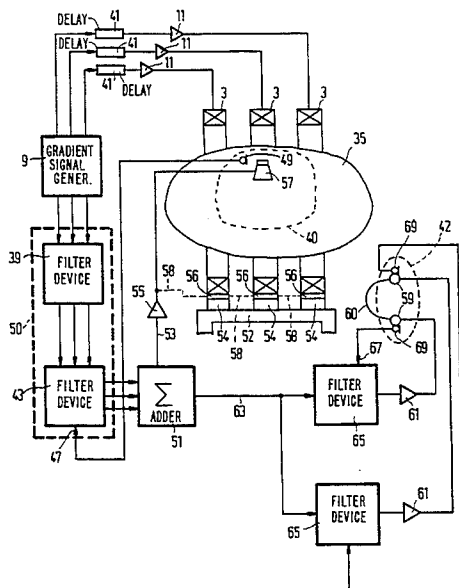 DELAY 41 11
DELAY 41 11
41 11
DELAY
3 3 3
9 GRADIENT SIGNAL GENER.
49 35
57
39 FILTER DEVICE
40
42
69
58 56 56 56
59
60
50 55
54 52 54 58 54
58
53
67 69
43 FILTER DEVICE
Σ ADDER
63
FILTER DEVICE
61
47 51
65
65 FILTER DEVICE
61